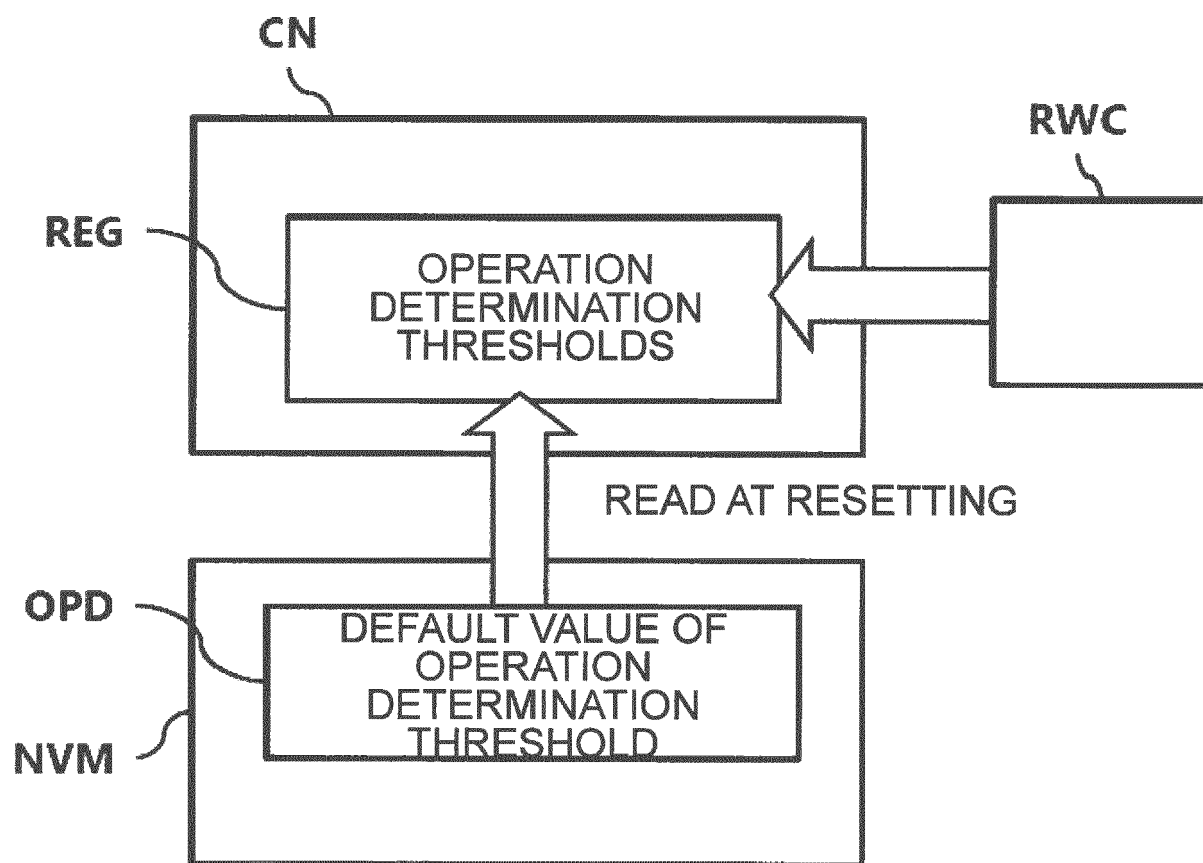 CN
RWC
REG
OPERATION
DETERMINATION
THRESHOLDS
READ AT RESETTING
OPD
DEFAULT VALUE OF
OPERATION
DETERMINATION
THRESHOLD
NVM